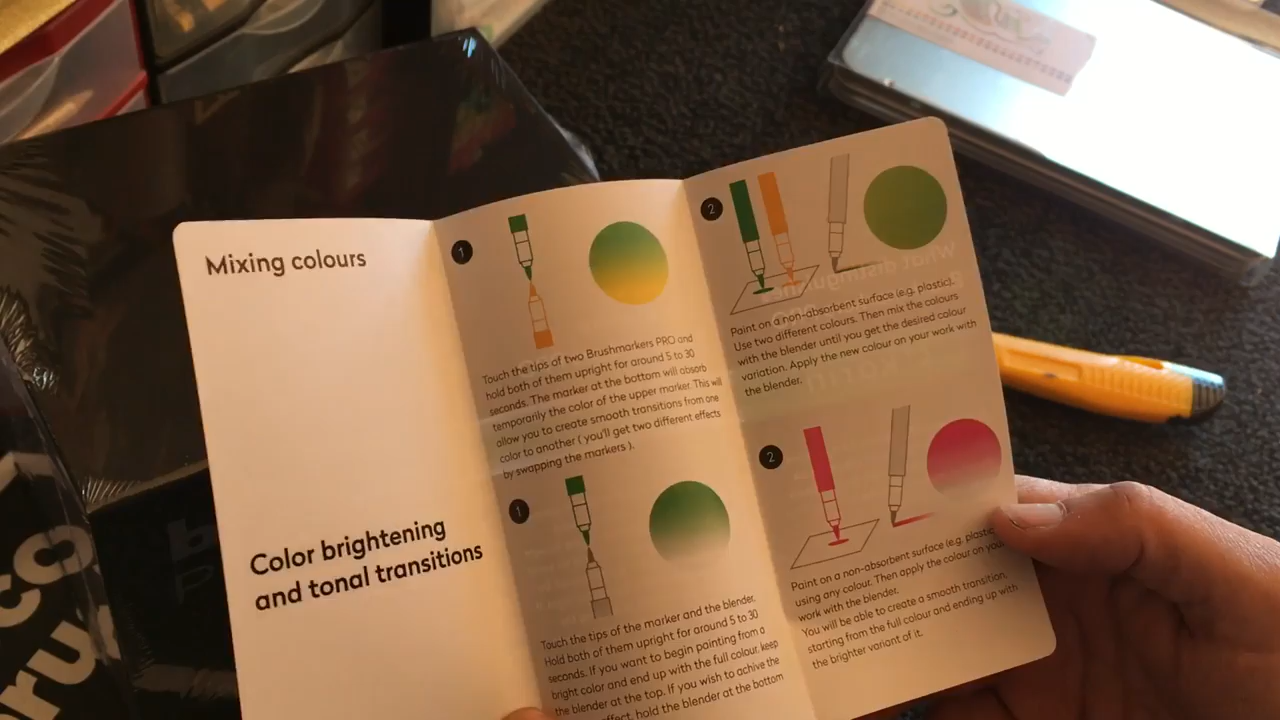 Mixing colours
1
Touch the tips of two Brushmarkers PRO and
hold both of them upright for around 5 to 30
seconds. The marker at the bottom will absorb
temporarily the color of the upper marker. This will
allow you to create smooth transitions from one
color to another ( you'll get two different effects
by swapping the markers ).
2
Paint on a non-absorbent surface (e.g. plastic).
Use two different colours. Then mix the colours
with the blender until you get the desired colour
variation. Apply the new colour on your work with
the blender.
Color brightening
and tonal transitions
1
Touch the tips of the marker and the blender.
Hold both of them upright for around 5 to 30
seconds. If you want to begin painting from a
bright color and end up with the full colour, keep
the blender at the top. If you wish to achive the
effect, hold the blender at the bottom
2
Paint on a non-absorbent surface (e.g. plastic
using any colour. Then apply the colour on your
work with the blender.
You will be able to create a smooth transition,
starting from the full colour and ending up with
the brighter variant of it.
co
rus